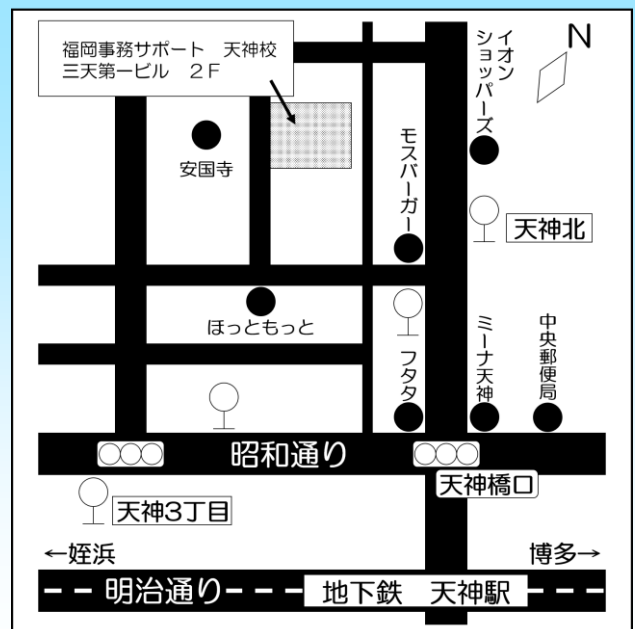 福岡事務サポート　天神校
三天第一ビル　２Ｆ
イオン
ショッパーズ
N
安国寺
モスバーガー
天神北
ほっともっと
フタタ
ミーナ天神
中央郵便局
昭和通り
天神橋口
天神3丁目
←姪浜
博多→
明治通り
地下鉄　天神駅